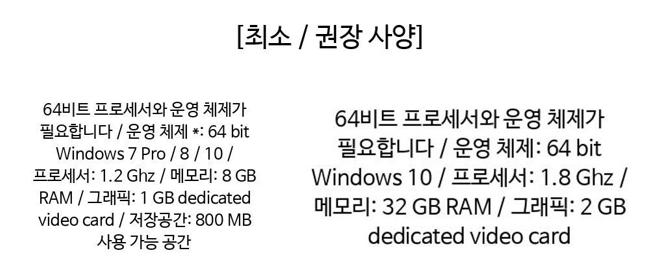 [최소 / 권장 사양]
64비트 프로세서와 운영 체제가
필요합니다 / 운영 체제 *: 64 bit
Windows 7 Pro / 8 / 10 /
프로세서: 1.2 Ghz / 메모리: 8 GB
RAM / 그래픽: 1 GB dedicated
video card / 저장공간: 800 MB
사용 가능 공간
64비트 프로세서와 운영 체제가
필요합니다 / 운영 체제: 64 bit
Windows 10 / 프로세서: 1.8 Ghz /
메모리: 32 GB RAM / 그래픽: 2 GB
dedicated video card